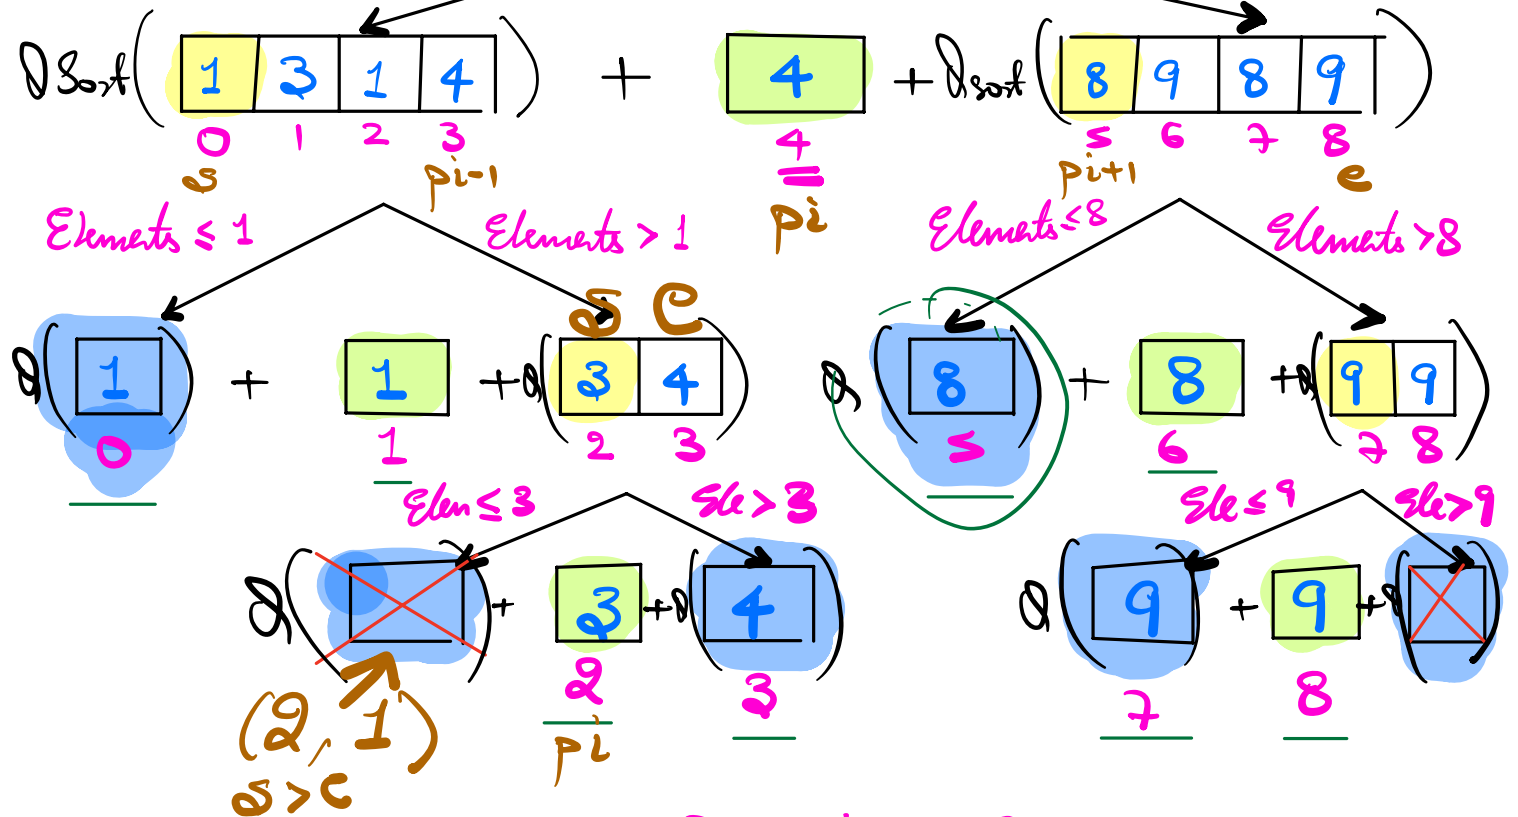 QSort ( 1 3 1 4 ) + 4 + Qsort ( 8 9 8 9 )
0 1 2 3 4 5 6 7 8
s pi-1 pi pi+1 e
Elements ≤ 1 Elements > 1 Elements ≤ 8 Elements > 8
s e
Q ( 1 ) + 1 + Q ( 3 4 ) Q ( 8 ) + 8 + Q ( 9 9 )
0 1 2 3 5 6 7 8
Elem ≤ 3 Ele > 3 Ele ≤ 9 Ele > 9
Q ( ) + 3 + Q ( 4 ) Q ( 9 ) + 9 + Q ( )
2 3 7 8
(2, 1) pi
s > e